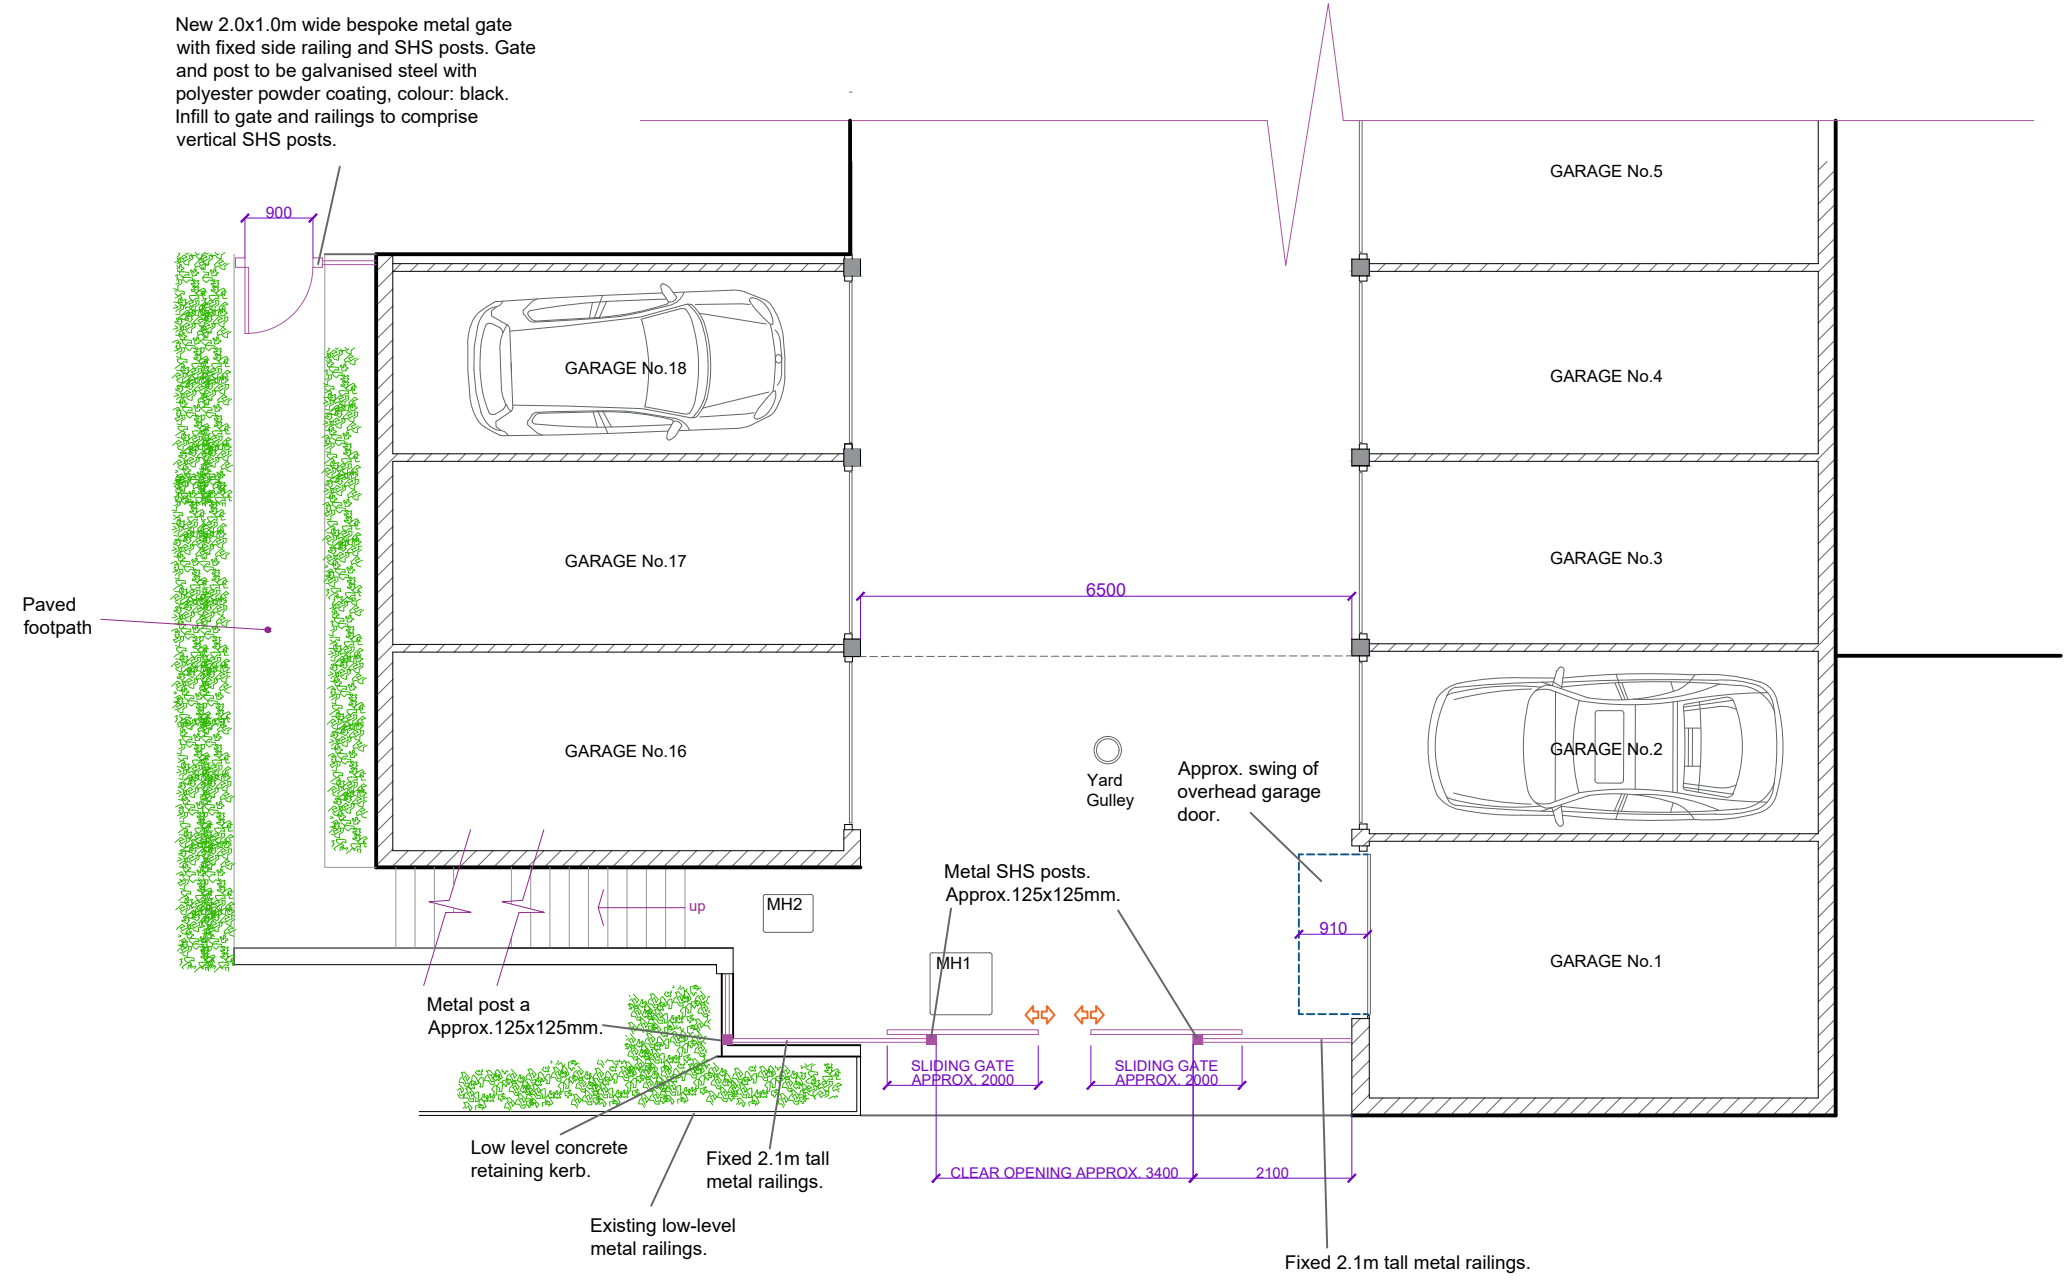 New 2.0x1.0m wide bespoke metal gate
with fixed side railing and SHS posts. Gate
and post to be galvanised steel with
polyester powder coating, colour: black.
Infill to gate and railings to comprise
vertical SHS posts.
900
GARAGE No.5
GARAGE No.18
GARAGE No.4
GARAGE No.17
GARAGE No.3
6500
Paved
footpath
GARAGE No.16
GARAGE No.2
Yard
Gulley
Approx. swing of
overhead garage
door.
Metal SHS posts.
Approx.125x125mm.
up
MH2
910
MH1
GARAGE No.1
Metal post a
Approx.125x125mm.
SLIDING GATE
APPROX. 2000
SLIDING GATE
APPROX. 2000
Low level concrete
retaining kerb.
Fixed 2.1m tall
metal railings.
CLEAR OPENING APPROX. 3400
2100
Existing low-level
metal railings.
Fixed 2.1m tall metal railings.